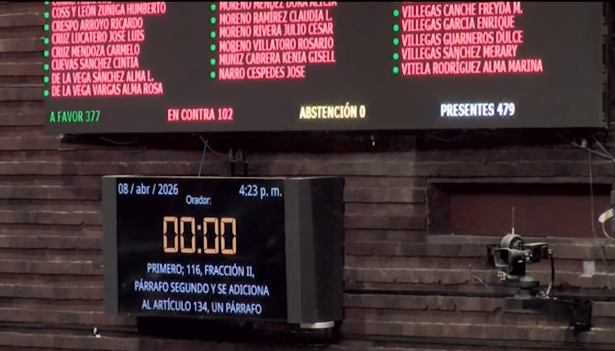 COSS Y LEÓN ZÚÑIGA HUMBERTO
CRESPO ARROYO RICARDO
CRUZ LUCATERO JOSÉ LUIS
CRUZ MENDOZA CARMELO
CUEVAS SÁNCHEZ CINTIA
DE LA VEGA SÁNCHEZ ALMA L.
DE LA VEGA VARGAS ALMA ROSA
MORENO RAMÍREZ CLAUDIA L.
MORENO RIVERA JULIO CESAR
MORENO VILLATORO ROSARIO
MUÑIZ CABRERA KENIA GISELL
NARRO CESPEDES JOSE
VILLEGAS CANCHE FREYDA M.
VILLEGAS GARCIA ENRIQUE
VILLEGAS GUARNEROS DULCE
VILLEGAS SÁNCHEZ MERARY
VITELA RODRÍGUEZ ALMA MARINA
A FAVOR 377 EN CONTRA 102 ABSTENCIÓN 0 PRESENTES 479
08 / abr / 2026 4:23 p. m.
Orador:
00:00
PRIMERO; 116, FRACCIÓN II,
PÁRRAFO SEGUNDO Y SE ADICIONA
AL ARTÍCULO 134, UN PÁRRAFO